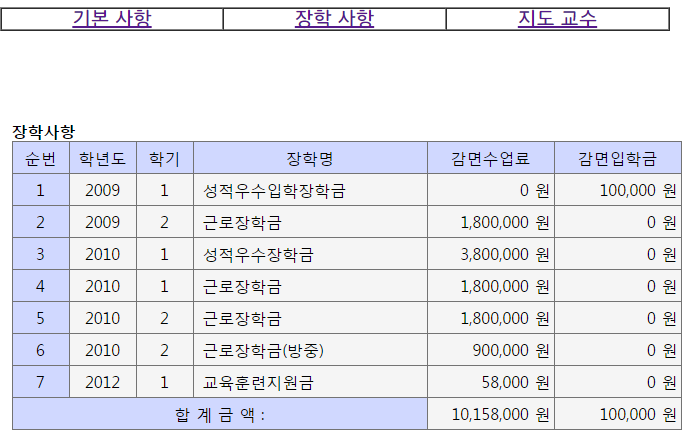 기본 사항 장학 사항 지도 교수
장학사항
순번 학년도 학기 장학명 감면수업료 감면입학금
1 2009 1 성적우수입학장학금 0 원 100,000 원
2 2009 2 근로장학금 1,800,000 원 0 원
3 2010 1 성적우수장학금 3,800,000 원 0 원
4 2010 1 근로장학금 1,800,000 원 0 원
5 2010 2 근로장학금 1,800,000 원 0 원
6 2010 2 근로장학금(방중) 900,000 원 0 원
7 2012 1 교육훈련지원금 58,000 원 0 원
합 계 금 액 : 10,158,000 원 100,000 원